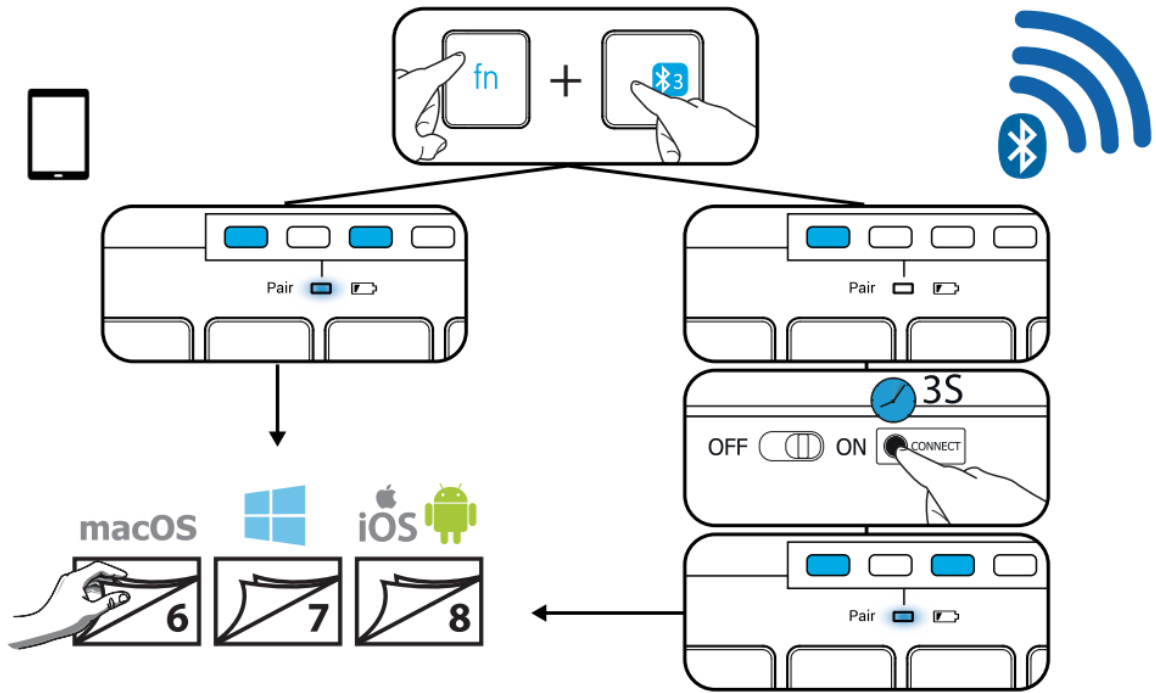 fn + 3
Pair
Pair
3S
OFF ON CONNECT
macOS iOS
6 7 8
Pair